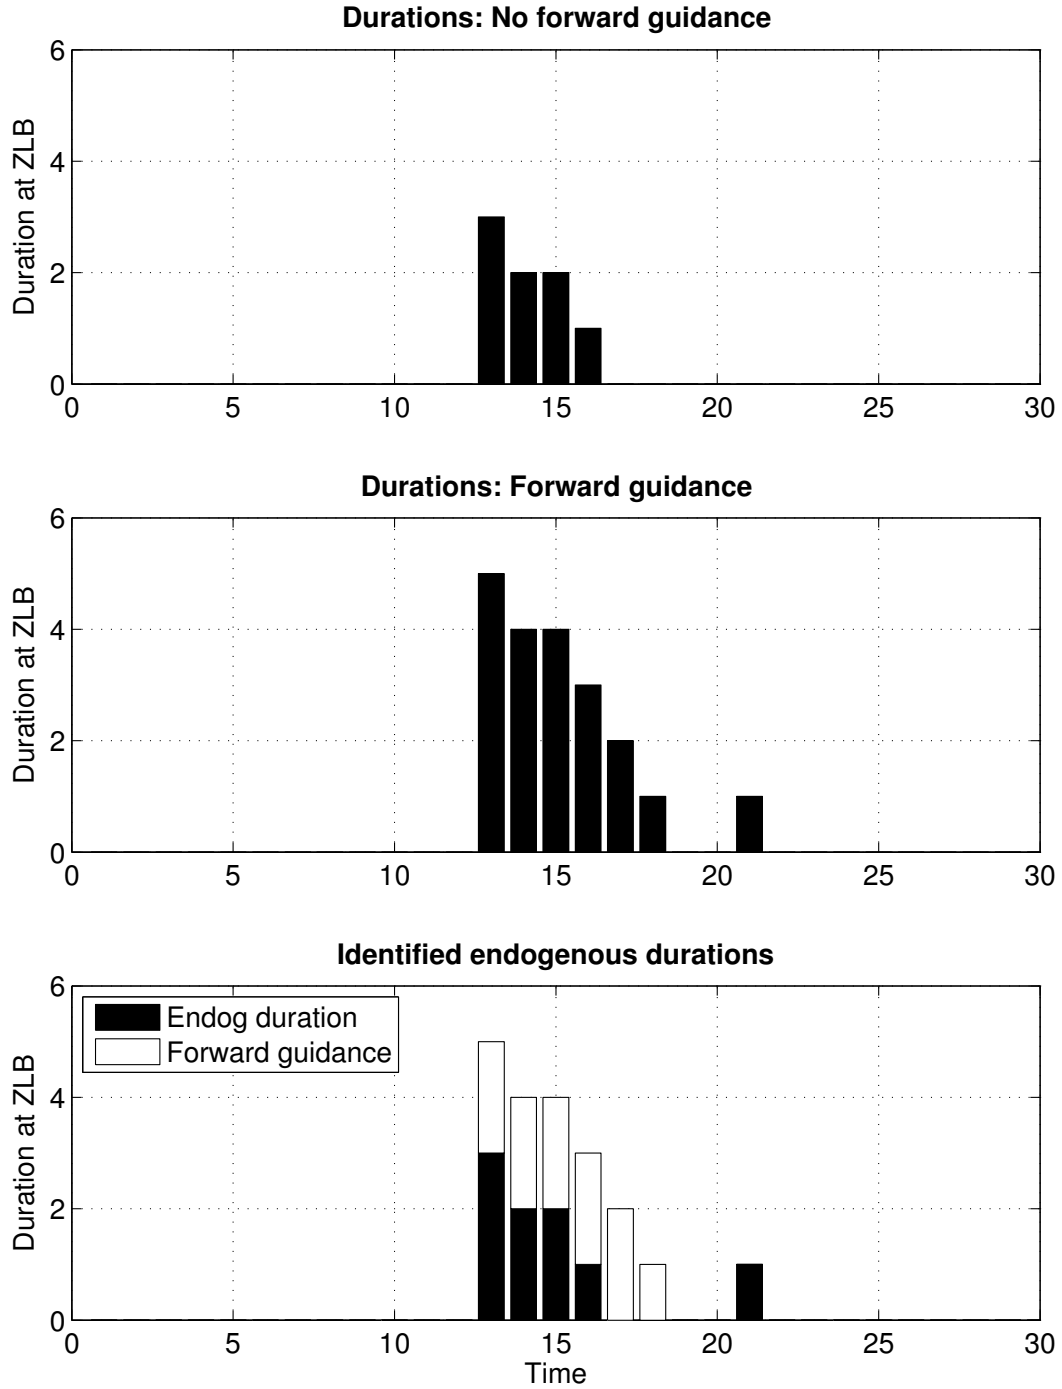 Durations: No forward guidance
Duration at ZLB
6
4
2
0
0 5 10 15 20 25 30
Durations: Forward guidance
Duration at ZLB
6
4
2
0
0 5 10 15 20 25 30
Identified endogenous durations
Duration at ZLB
6
4
2
0
Endog duration
Forward guidance
0 5 10 15 20 25 30
Time